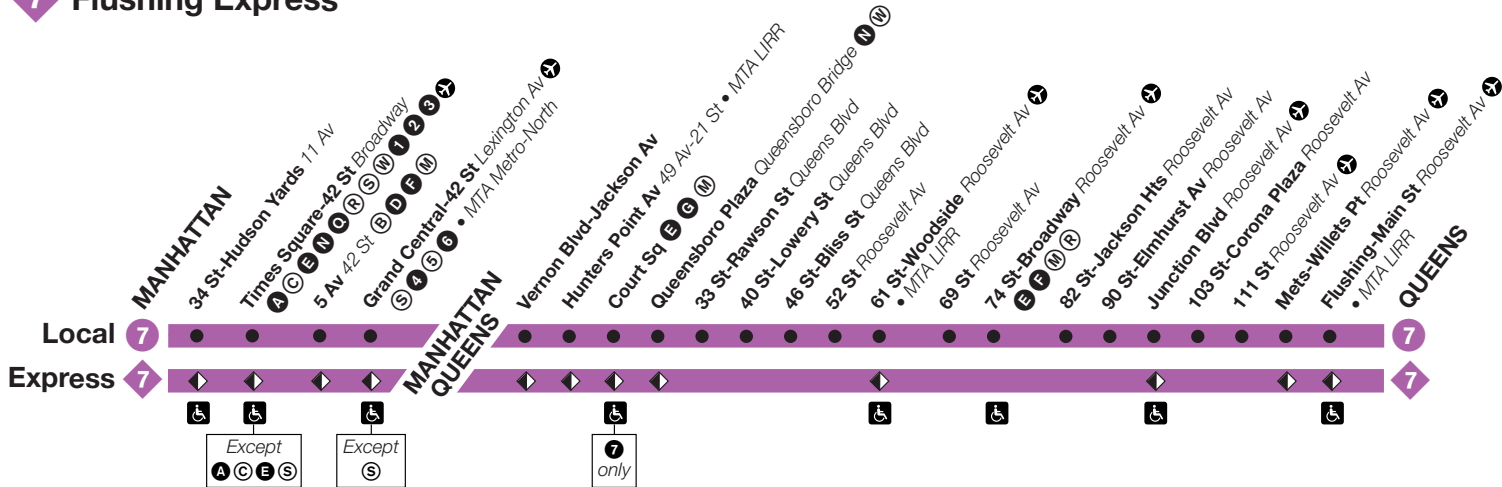 7 Flushing Express
MANHATTAN
34 St-Hudson Yards 11 Av
Times Square-42 St Broadway
A C E N Q R S W 1 2 3
5 Av 42 St B D F M
Grand Central-42 St Lexington Av
S 4 5 6 • MTA Metro-North
MANHATTAN
QUEENS
Vernon Blvd-Jackson Av
Hunters Point Av 49 Av-21 St • MTA LIRR
Court Sq E G M
Queensboro Plaza Queensboro Bridge N W
33 St-Rawson St Queens Blvd
40 St-Lowery St Queens Blvd
46 St-Bliss St Queens Blvd
52 St Roosevelt Av
61 St-Woodside Roosevelt Av
• MTA LIRR
69 St Roosevelt Av
74 St-Broadway Roosevelt Av
E F M R
82 St-Jackson Hts Roosevelt Av
90 St-Elmhurst Av Roosevelt Av
Junction Blvd Roosevelt Av
103 St-Corona Plaza Roosevelt Av
111 St Roosevelt Av
Mets-Willets Pt Roosevelt Av
Flushing-Main St Roosevelt Av
• MTA LIRR
QUEENS
Local 7 7
Express 7 7
Except
A C E S
Except
S
7
only